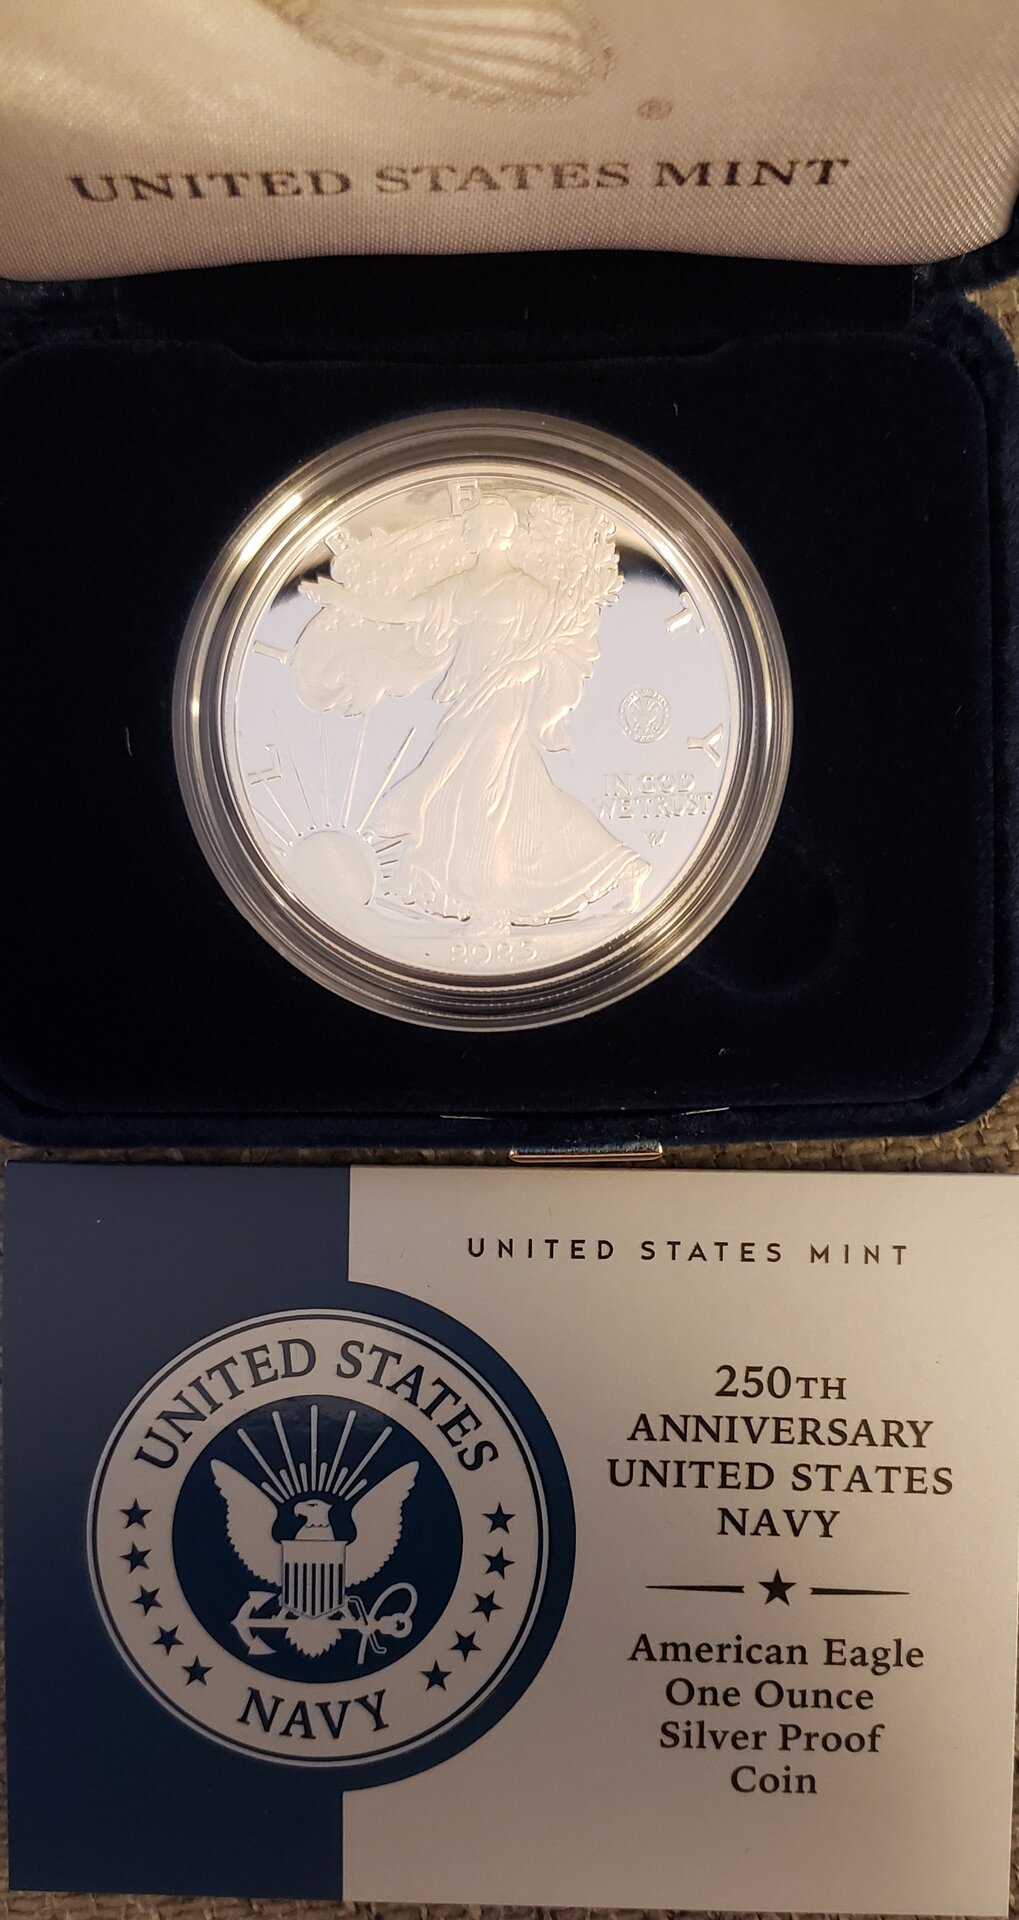 ®
UNITED STATES MINT
LIBERTY
IN GOD
WE TRUST
W
2025
UNITED STATES MINT
UNITED STATES
NAVY
250TH
ANNIVERSARY
UNITED STATES
NAVY
American Eagle
One Ounce
Silver Proof
Coin